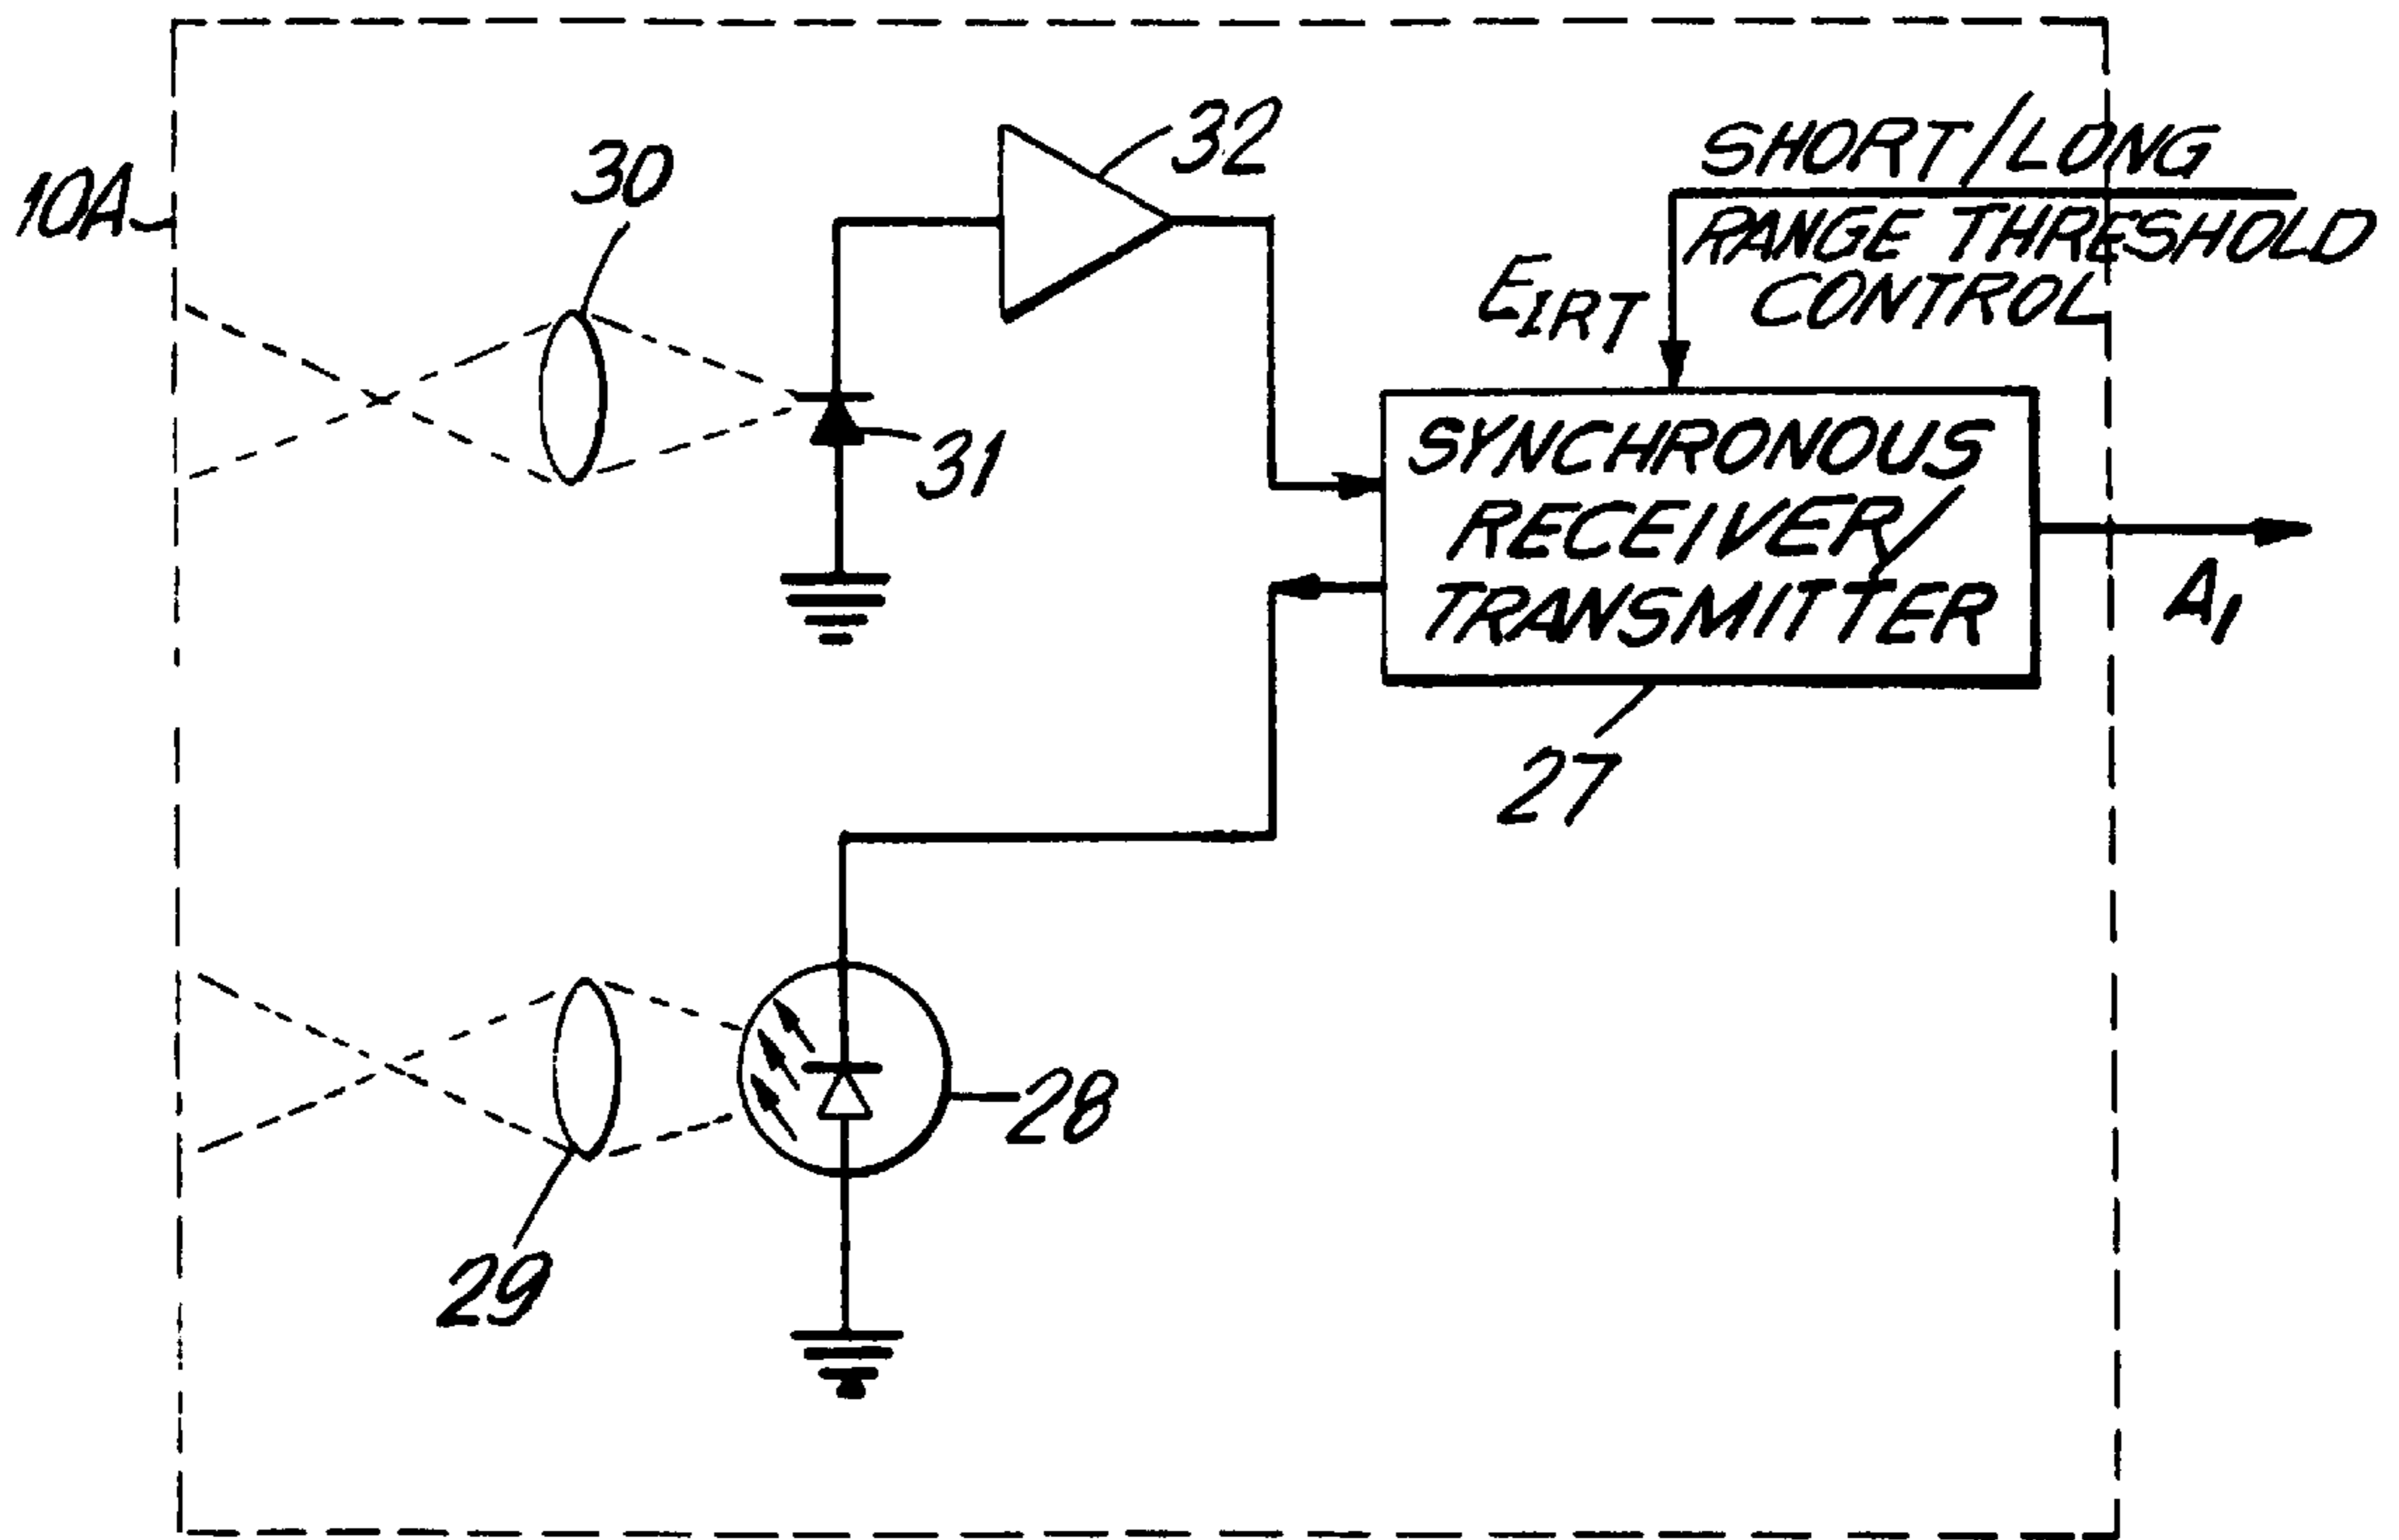 32
SHORT/LONG
30
10A
RANGE THRESHOLD
CONTROL
EIRT
31
SYNCHRONOUS
RECEIVER/
TRANSMITTER
A1
27
28
29